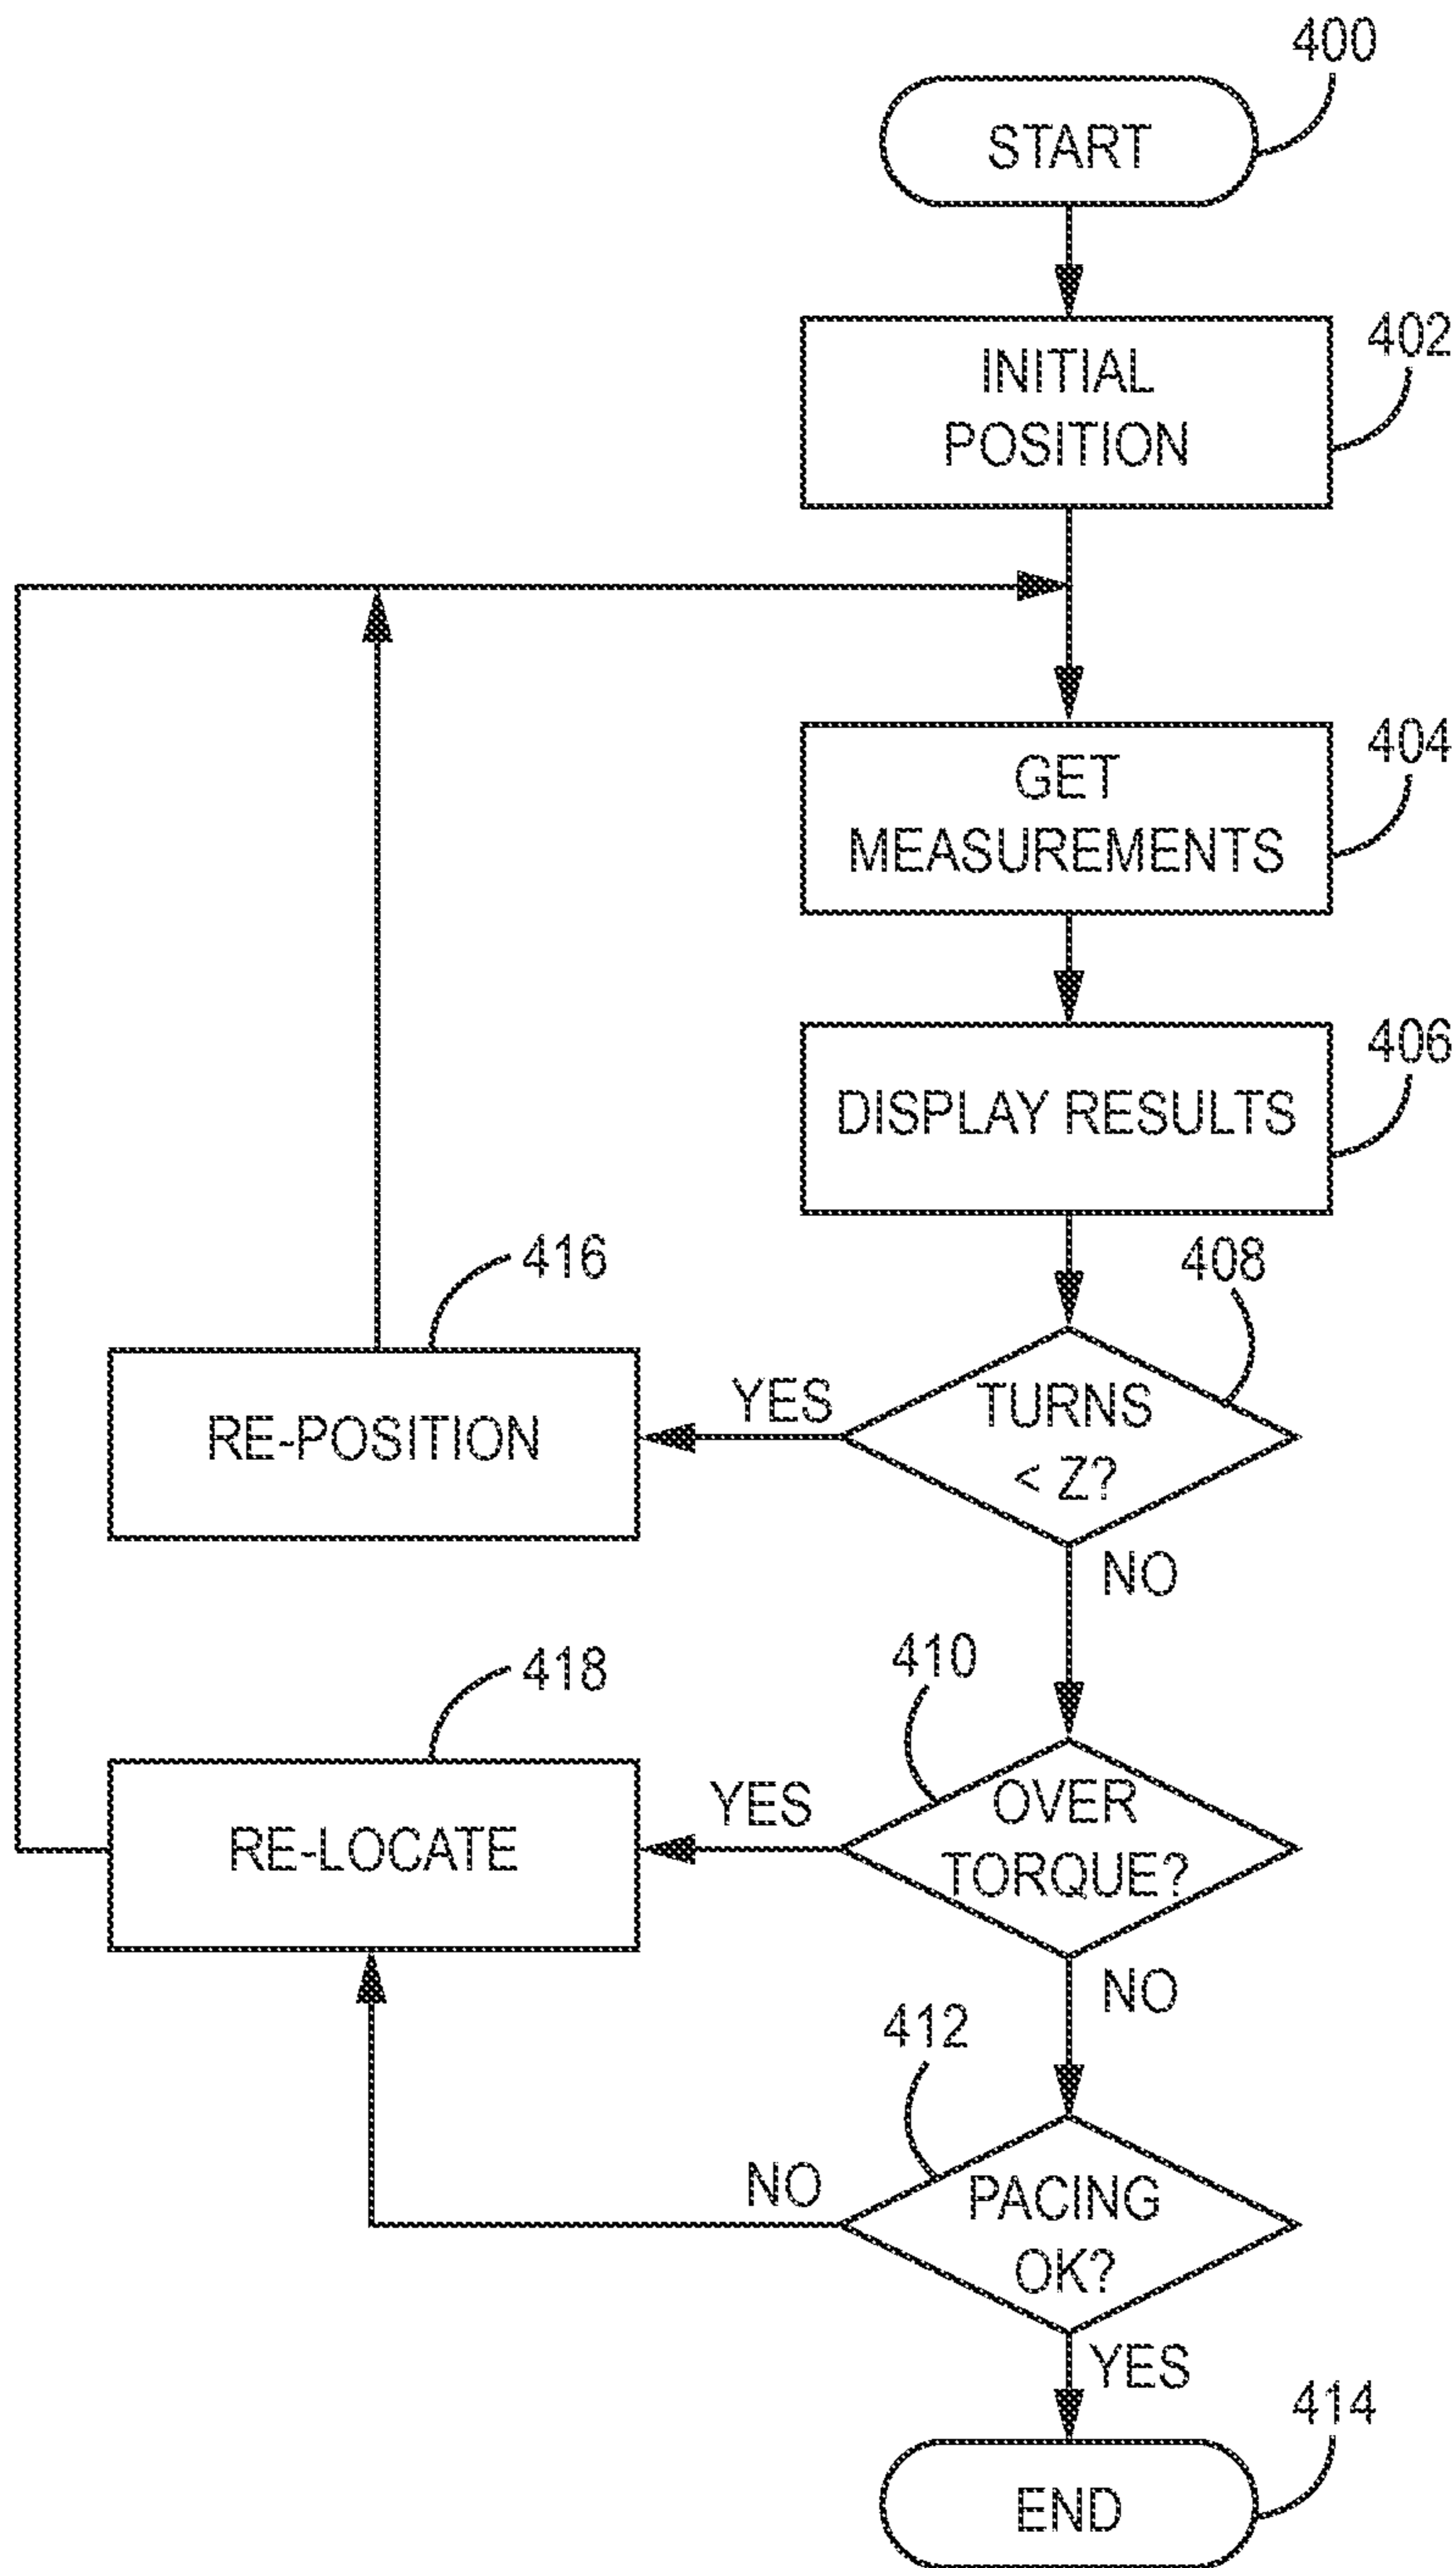 400
START
402
INITIAL
POSITION
404
GET
MEASUREMENTS
406
DISPLAY RESULTS
416
408
RE-POSITION
YES
TURNS
< Z?
NO
418
410
RE-LOCATE
YES
OVER
TORQUE?
NO
412
NO
PACING
OK?
YES
414
END